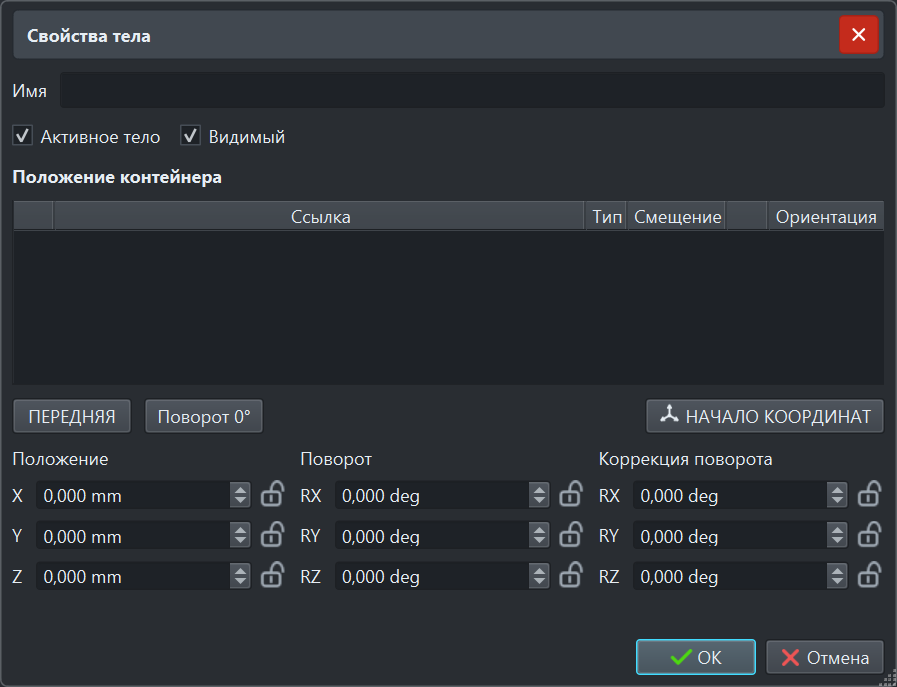 Свойства тела
Имя
Активное тело Видимый
Положение контейнера
Ссылка Тип Смещение Ориентация
ПЕРЕДНЯЯ Поворот 0° НАЧАЛО КООРДИНАТ
Положение Поворот Коррекция поворота
X 0,000 mm RX 0,000 deg RX 0,000 deg
Y 0,000 mm RY 0,000 deg RY 0,000 deg
Z 0,000 mm RZ 0,000 deg RZ 0,000 deg
OK Отмена